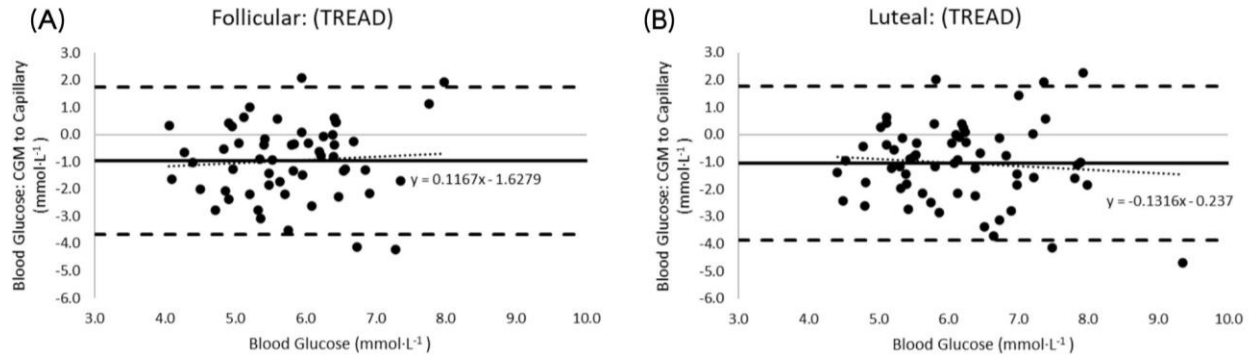 (A)
Follicular: (TREAD)
Blood Glucose: CGM to Capillary
(mmol·L⁻¹)
3.0
2.0
1.0
0.0
-1.0
-2.0
-3.0
-4.0
-5.0
-6.0
y = 0.1167x - 1.6279
3.0 4.0 5.0 6.0 7.0 8.0 9.0 10.0
Blood Glucose (mmol·L⁻¹)
(B)
Luteal: (TREAD)
Blood Glucose: CGM to Capillary
(mmol·L⁻¹)
3.0
2.0
1.0
0.0
-1.0
-2.0
-3.0
-4.0
-5.0
-6.0
y = -0.1316x - 0.237
3.0 4.0 5.0 6.0 7.0 8.0 9.0 10.0
Blood Glucose (mmol·L⁻¹)